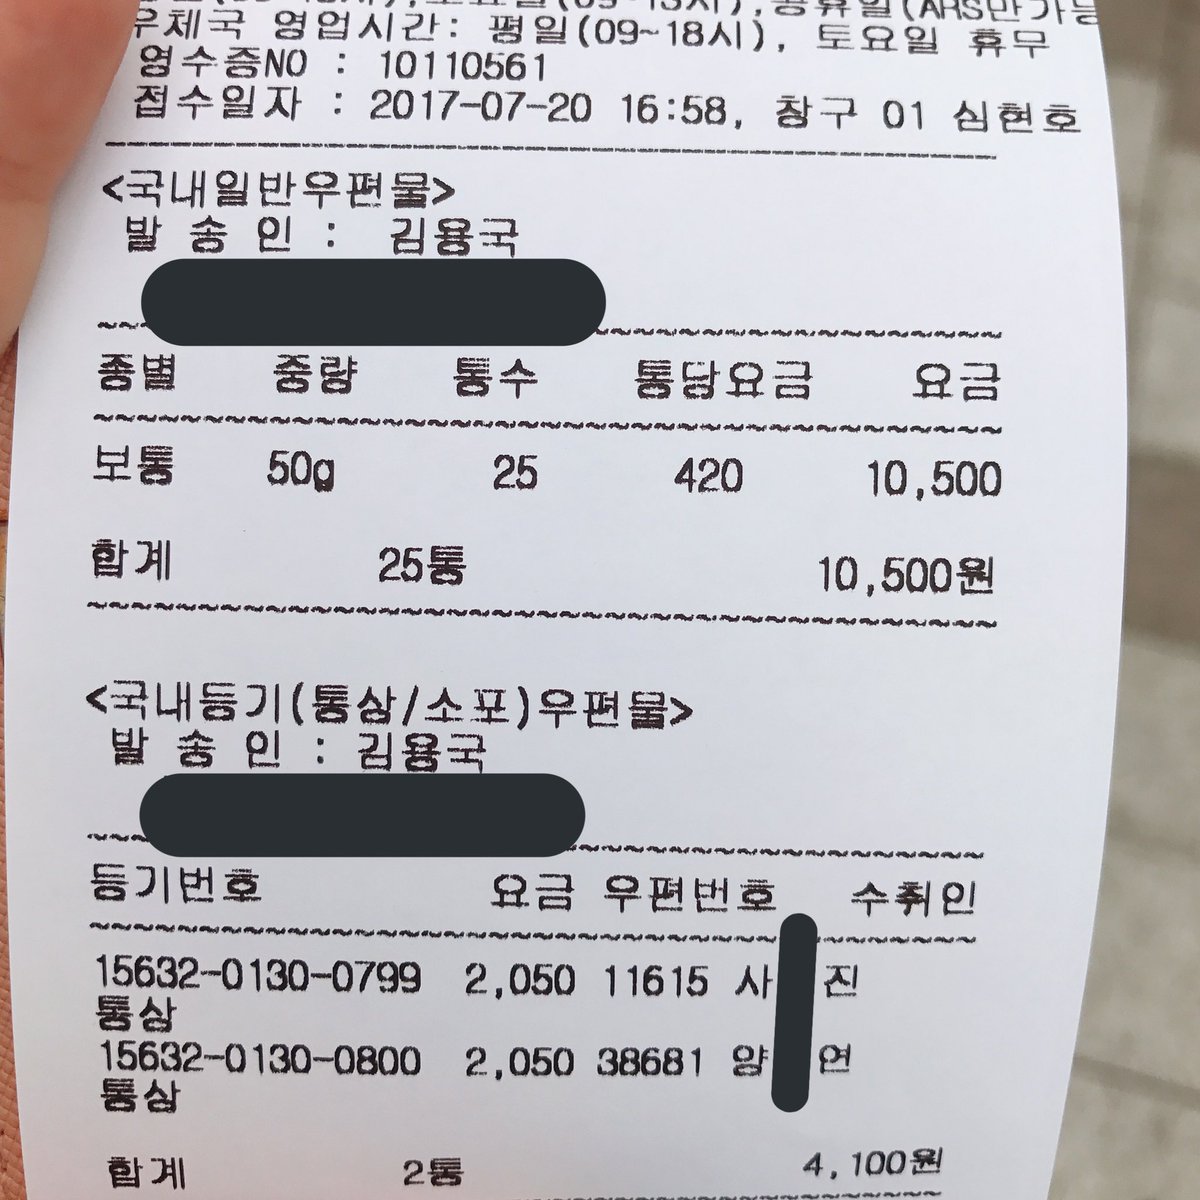 우체국 영업시간: 평일(09~18시), 토요일 휴무
영수증NO : 10110561
접수일자 : 2017-07-20 16:58, 창구 01 심현호
<국내일반우편물>
발 송 인 : 김용국
종별 중량 통수 통당요금 요금
보통 50g 25 420 10,500
합계 25통 10,500원
<국내등기(통상/소포)우편물>
발 송 인 : 김용국
등기번호 요금 우편번호 수취인
15632-0130-0799 2,050 11615 사 진
통상
15632-0130-0800 2,050 38681 양 연
통상
합계 2통 4,100원